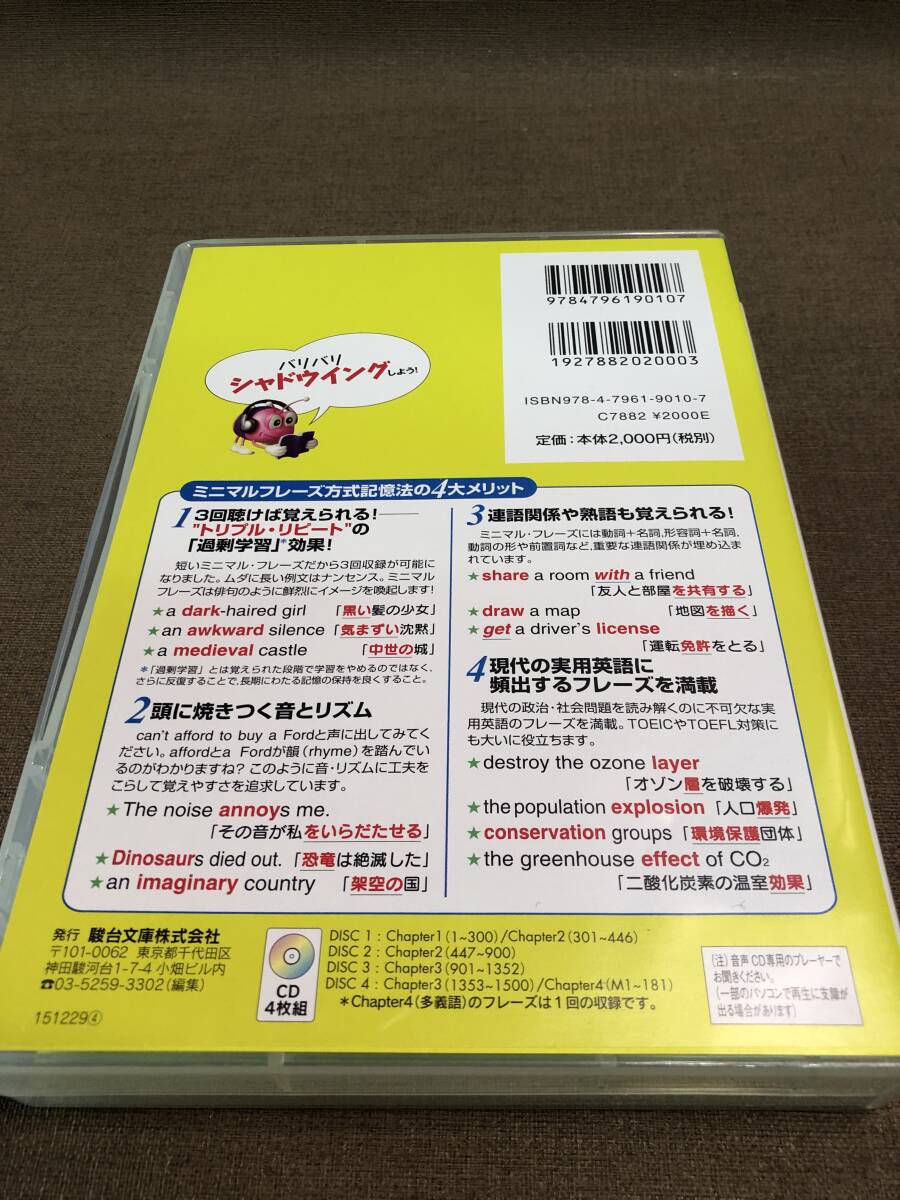 バリバリ
シャドウイングしよう!
9784796190107
1927882020003
ISBN978-4-7961-9010-7
C7882 ¥2000E
定価:本体2,000円(税別)
ミニマルフレーズ方式記憶法の4大メリット
1 3回聴けば覚えられる!——
"トリプル・リピート"の
「過剰学習」*効果!
短いミニマル・フレーズだから3回収録が可能に
なりました。ムダに長い例文はナンセンス。ミニマル
フレーズは俳句のように鮮烈にイメージを喚起します!
★a dark-haired girl 「黒い髪の少女」
★an awkward silence 「気まずい沈黙」
★a medieval castle 「中世の城」
*「過剰学習」とは覚えられた段階で学習をやめるのではなく、
さらに反復することで、長期にわたる記憶の保持を良くすること。
2 頭に焼きつく音とリズム
can't afford to buy a Fordと声に出してみてく
ださい。affordとa Fordが韻(rhyme)を踏んでい
るのがわかりますね? このように音・リズムに工夫を
こらして覚えやすさを追求しています。
★The noise annoys me.
「その音が私をいらだたせる」
★Dinosaurs died out. 「恐竜は絶滅した」
★an imaginary country 「架空の国」
3 連語関係や熟語も覚えられる!
ミニマル・フレーズには動詞+名詞,形容詞+名詞,
動詞の形や前置詞など,重要な連語関係が埋め込ま
れています。
★share a room with a friend
「友人と部屋を共有する」
★draw a map 「地図を描く」
★get a driver's license
「運転免許をとる」
4 現代の実用英語に
頻出するフレーズを満載
現代の政治・社会問題を読み解くのに不可欠な実
用英語のフレーズを満載。TOEICやTOEFL対策に
も大いに役立ちます。
★destroy the ozone layer
「オゾン層を破壊する」
★the population explosion 「人口爆発」
★conservation groups 「環境保護団体」
★the greenhouse effect of CO₂
「二酸化炭素の温室効果」
発行 駿台文庫株式会社
〒101-0062 東京都千代田区
神田駿河台1-7-4 小畑ビル内
☎03-5259-3302(編集)
151229④
CD
4枚組
DISC 1 : Chapter1 (1~300)/Chapter2 (301~446)
DISC 2 : Chapter2 (447~900)
DISC 3 : Chapter3 (901~1352)
DISC 4 : Chapter3 (1353~1500)/Chapter4 (M1~181)
*Chapter4(多義語)のフレーズは1回の収録です。
(注)音声CD専用のプレーヤーで
お聞きください。
(一部のパソコンで再生に支障が
出る場合があります)